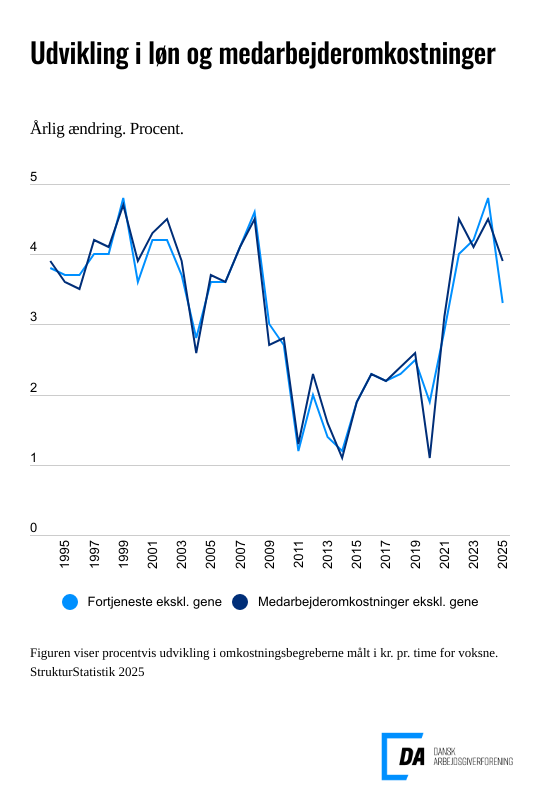 Udvikling i løn og medarbejderomkostninger
Årlig ændring. Procent.
5
4
3
2
1
0
1995
1997
1999
2001
2003
2005
2007
2009
2011
2013
2015
2017
2019
2021
2023
2025
Fortjeneste ekskl. gene
Medarbejderomkostninger ekskl. gene
Figuren viser procentvis udvikling i omkostningsbegreberne målt i kr. pr. time for voksne.
StrukturStatistik 2025
DA
DANSK
ARBEJDSGIVERFORENING